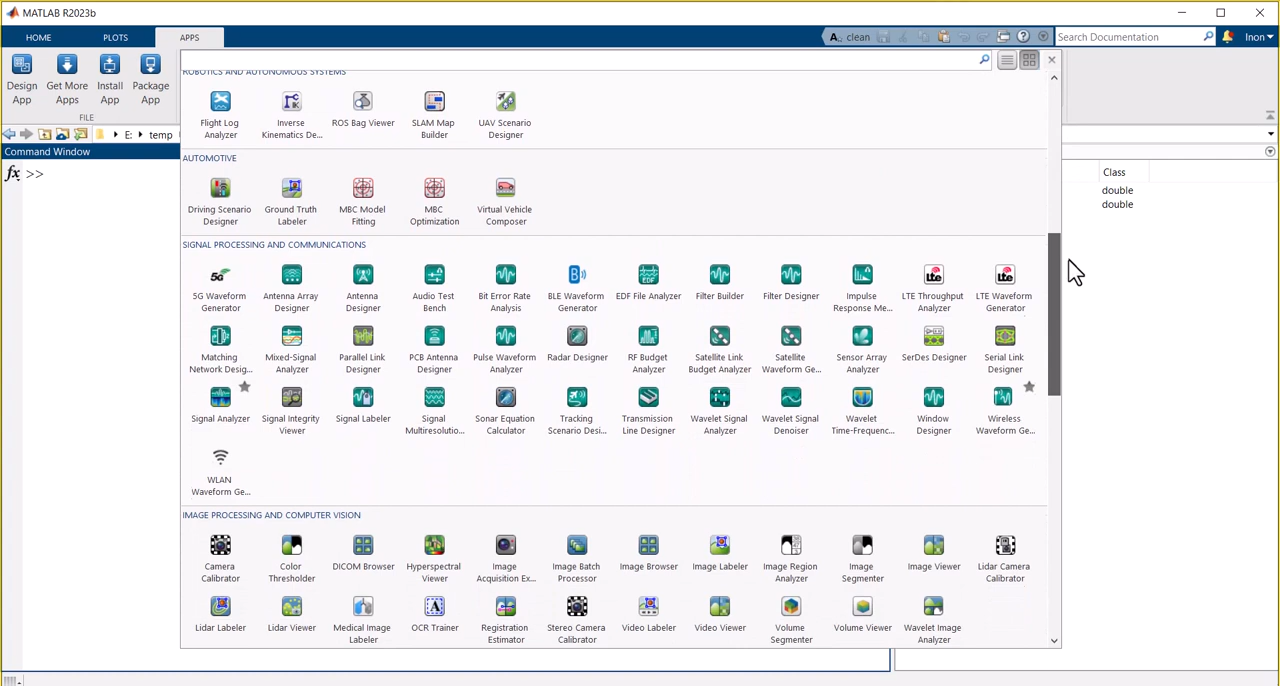 MATLAB R2023b
HOME PLOTS APPS
clean
Search Documentation
Inon
Design App
Get More Apps
Install App
Package App
FILE
E: temp
Command Window
fx >>
Class
double
double
ROBOTICS AND AUTONOMOUS SYSTEMS
Flight Log Analyzer
Inverse Kinematics De...
ROS Bag Viewer
SLAM Map Builder
UAV Scenario Designer
AUTOMOTIVE
Driving Scenario Designer
Ground Truth Labeler
MBC Model Fitting
MBC Optimization
Virtual Vehicle Composer
SIGNAL PROCESSING AND COMMUNICATIONS
5G Waveform Generator
Antenna Array Designer
Antenna Designer
Audio Test Bench
Bit Error Rate Analysis
BLE Waveform Generator
EDF File Analyzer
Filter Builder
Filter Designer
Impulse Response Me...
LTE Throughput Analyzer
LTE Waveform Generator
Matching Network Desig...
Mixed-Signal Analyzer
Parallel Link Designer
PCB Antenna Designer
Pulse Waveform Analyzer
Radar Designer
RF Budget Analyzer
Satellite Link Budget Analyzer
Satellite Waveform Ge...
Sensor Array Analyzer
SerDes Designer
Serial Link Designer
Signal Analyzer
Signal Integrity Viewer
Signal Labeler
Signal Multiresolutio...
Sonar Equation Calculator
Tracking Scenario Desi...
Transmission Line Designer
Wavelet Signal Analyzer
Wavelet Signal Denoiser
Wavelet Time-Frequenc...
Window Designer
Wireless Waveform Ge...
WLAN Waveform Ge...
IMAGE PROCESSING AND COMPUTER VISION
Camera Calibrator
Color Thresholder
DICOM Browser
Hyperspectral Viewer
Image Acquisition Ex...
Image Batch Processor
Image Browser
Image Labeler
Image Region Analyzer
Image Segmenter
Image Viewer
Lidar Camera Calibrator
Lidar Labeler
Lidar Viewer
Medical Image Labeler
OCR Trainer
Registration Estimator
Stereo Camera Calibrator
Video Labeler
Video Viewer
Volume Segmenter
Volume Viewer
Wavelet Image Analyzer